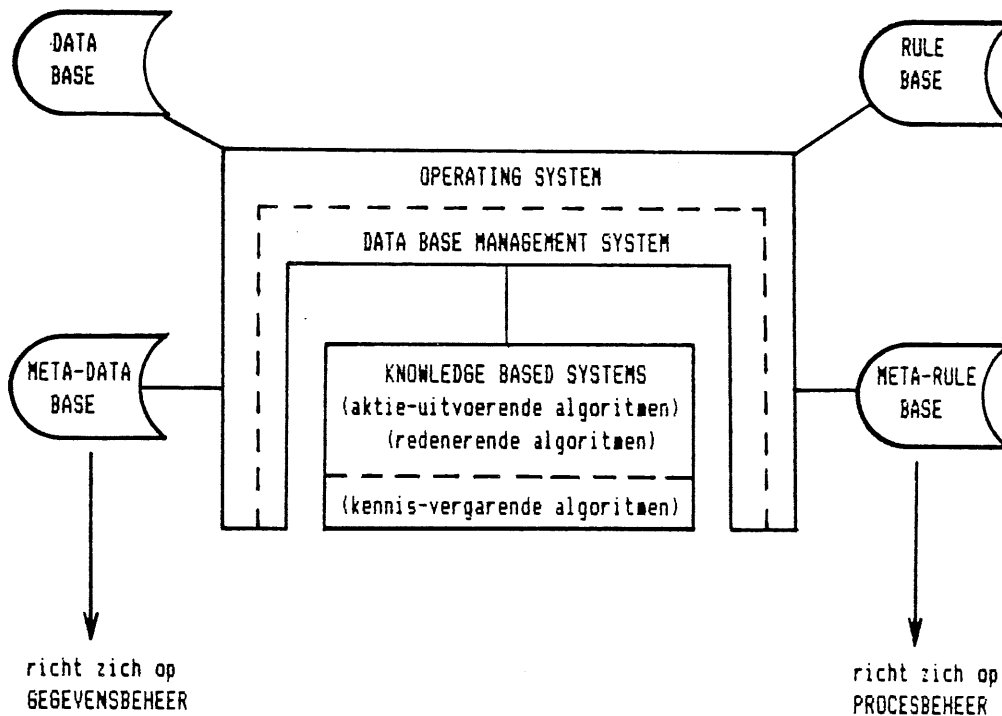 DATA
BASE
RULE
BASE
OPERATING SYSTEM
DATA BASE MANAGEMENT SYSTEM
META-DATA
BASE
KNOWLEDGE BASED SYSTEMS
(aktie-uitvoerende algoritmen)
(redenerende algoritmen)
(kennis-vergarende algoritmen)
META-RULE
BASE
richt zich op
GEGEVENSBEHEER
richt zich op
PROCESBEHEER